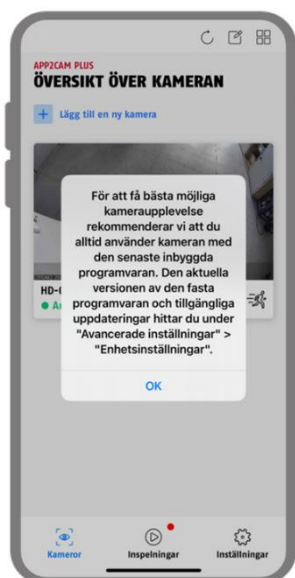 APP2CAM PLUS
ÖVERSIKT ÖVER KAMERAN
+ Lägg till en ny kamera
För att få bästa möjliga
kameraupplevelse
rekommenderar vi att du
alltid använder kameran med
den senaste inbyggda
programvaran. Den aktuella
versionen av den fasta
programvaran och tillgängliga
uppdateringar hittar du under
"Avancerade inställningar" >
"Enhetsinställningar".
OK
Kameror
Inspelningar
Inställningar